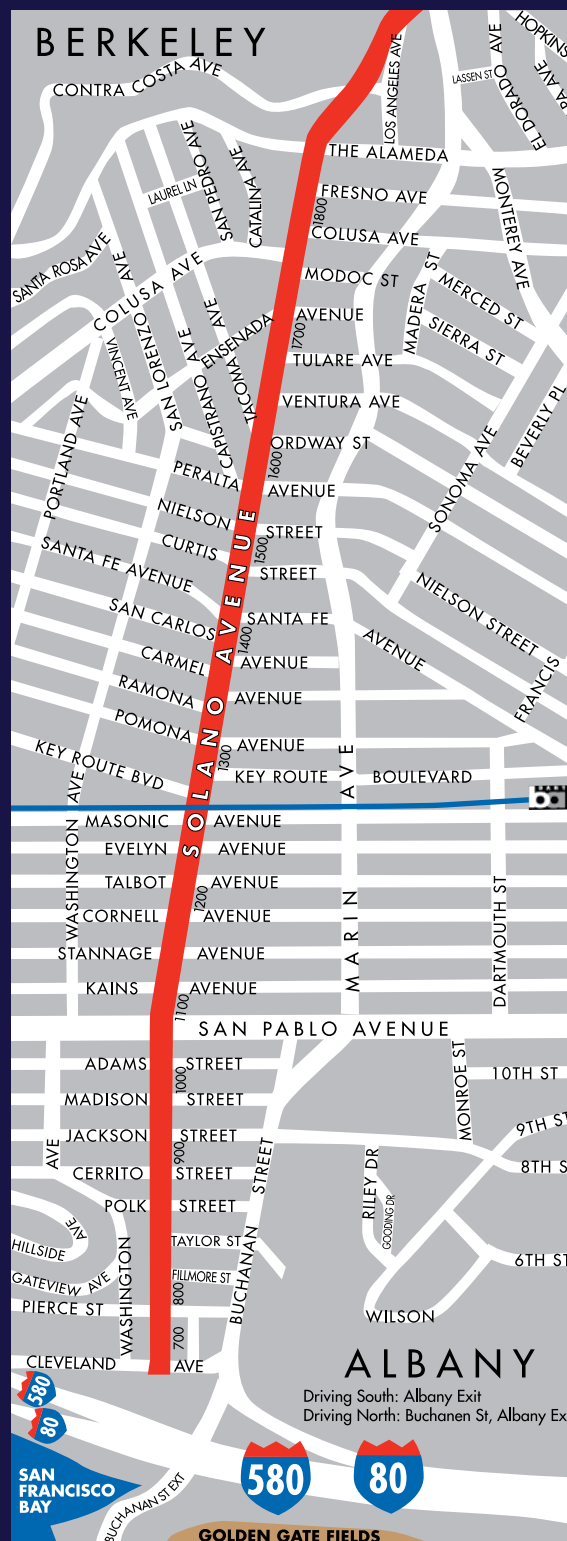 BERKELEY
HOPKINS
CONTRA COSTA AVE
LOS ANGELES AVE
LASSEN ST
EL DORADO AVE
PA AVE
THE ALAMEDA
SAN PEDRO AVE
CATALINA AVE
LAUREL LN
FRESNO AVE
1800
MONTEREY AVE
COLUSA AVE
SANTA ROSA AVE
COLUSA AVE
MODOC ST
MADERA ST
MERCED ST
ENSENADA
AVENUE
SIERRA ST
1700
VINCENT AVE
SAN LORENZO AVE
CAPISTRANO AVE
TACOMA AVE
TULARE AVE
VENTURA AVE
BEVERLY PL
PORTLAND AVE
ORDWAY ST
SONOMA AVE
1600
PERALTA
AVENUE
NIELSON
STREET
CURTIS
1500
STREET
SANTA FE AVENUE
NIELSON STREET
SAN CARLOS
SANTA FE
AVENUE
1400
CARMEL
AVENUE
RAMONA
AVENUE
FRANCIS
POMONA
AVENUE
SOLANO AVENUE
1300
KEY ROUTE BLVD
KEY ROUTE
BOULEVARD
MASONIC
AVENUE
EVELYN
AVENUE
TALBOT
AVENUE
WASHINGTON AVE
MARIN AVE
DARTMOUTH ST
1200
CORNELL
AVENUE
STANNAGE
AVENUE
KAINS
AVENUE
1100
SAN PABLO AVENUE
ADAMS
STREET
1000
MONROE ST
10TH ST
MADISON
STREET
9TH ST
JACKSON
STREET
900
AVE
8TH S
CERRITO
STREET
RILEY DR
GOODING DR
POLK
STREET
AVE
HILLSIDE
TAYLOR ST
6TH ST
GATEVIEW AVE
FILLMORE ST
BUCHANAN STREET
800
PIERCE ST
WASHINGTON
WILSON
700
CLEVELAND
AVE
ALBANY
Driving South: Albany Exit
Driving North: Buchanen St, Albany Ex
580
80
580
80
SAN
FRANCISCO
BAY
BUCHANAN ST EXT
GOLDEN GATE FIELDS